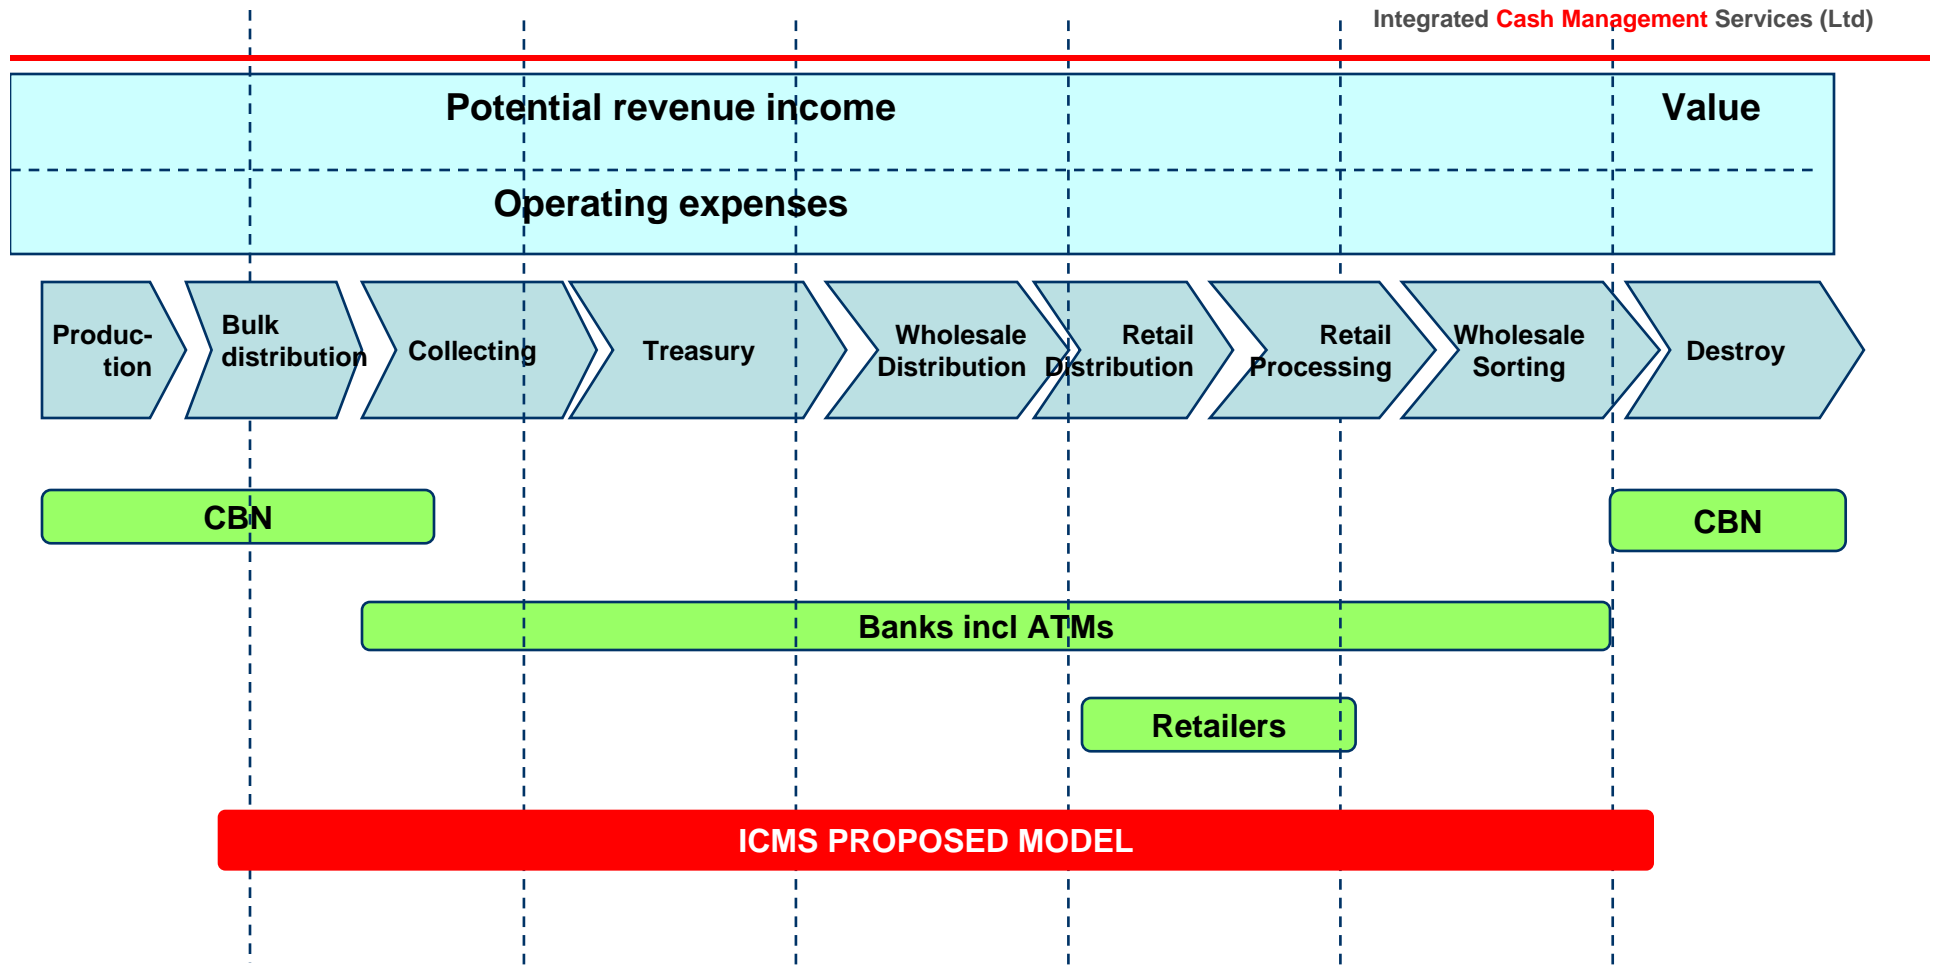 Integrated Cash Management Services (Ltd)
Potential revenue income
Value
Operating expenses
Produc-
tion
Bulk
distribution
Collecting
Treasury
Wholesale
Distribution
Retail
Distribution
Retail
Processing
Wholesale
Sorting
Destroy
CBN
CBN
Banks incl ATMs
Retailers
ICMS PROPOSED MODEL